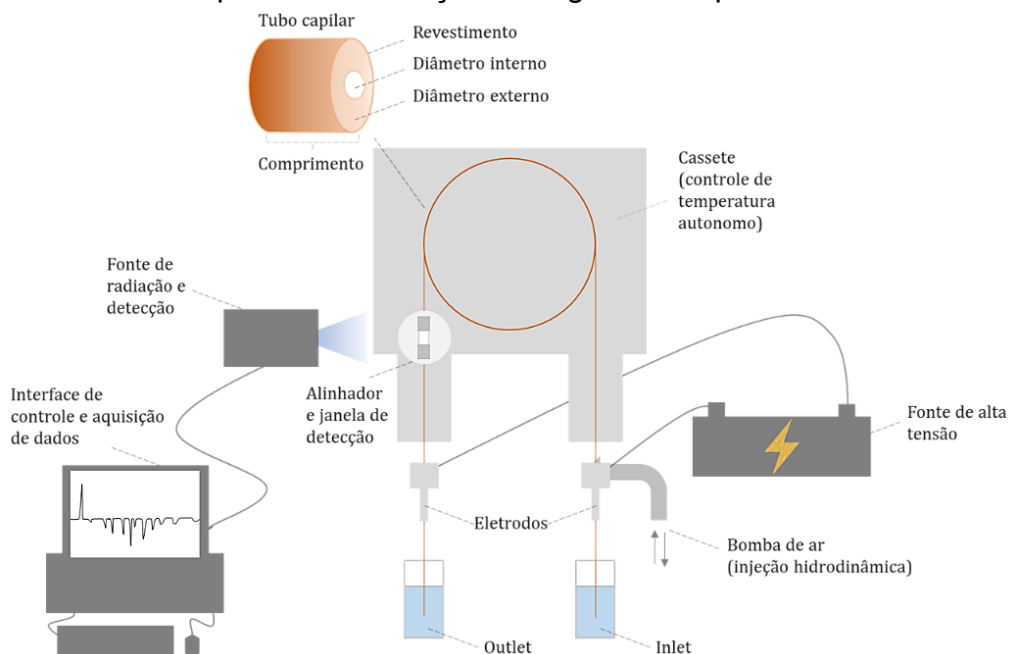 Tubo capilar
Revestimento
Diâmetro interno
Diâmetro externo
Comprimento
Cassete
(controle de
temperatura
autonomo)
Fonte de
radiação e
detecção
Alinhador
e janela de
detecção
Interface de
controle e aquisição
de dados
Fonte de alta
tensão
Eletrodos
Bomba de ar
(injeção hidrodinâmica)
Outlet
Inlet